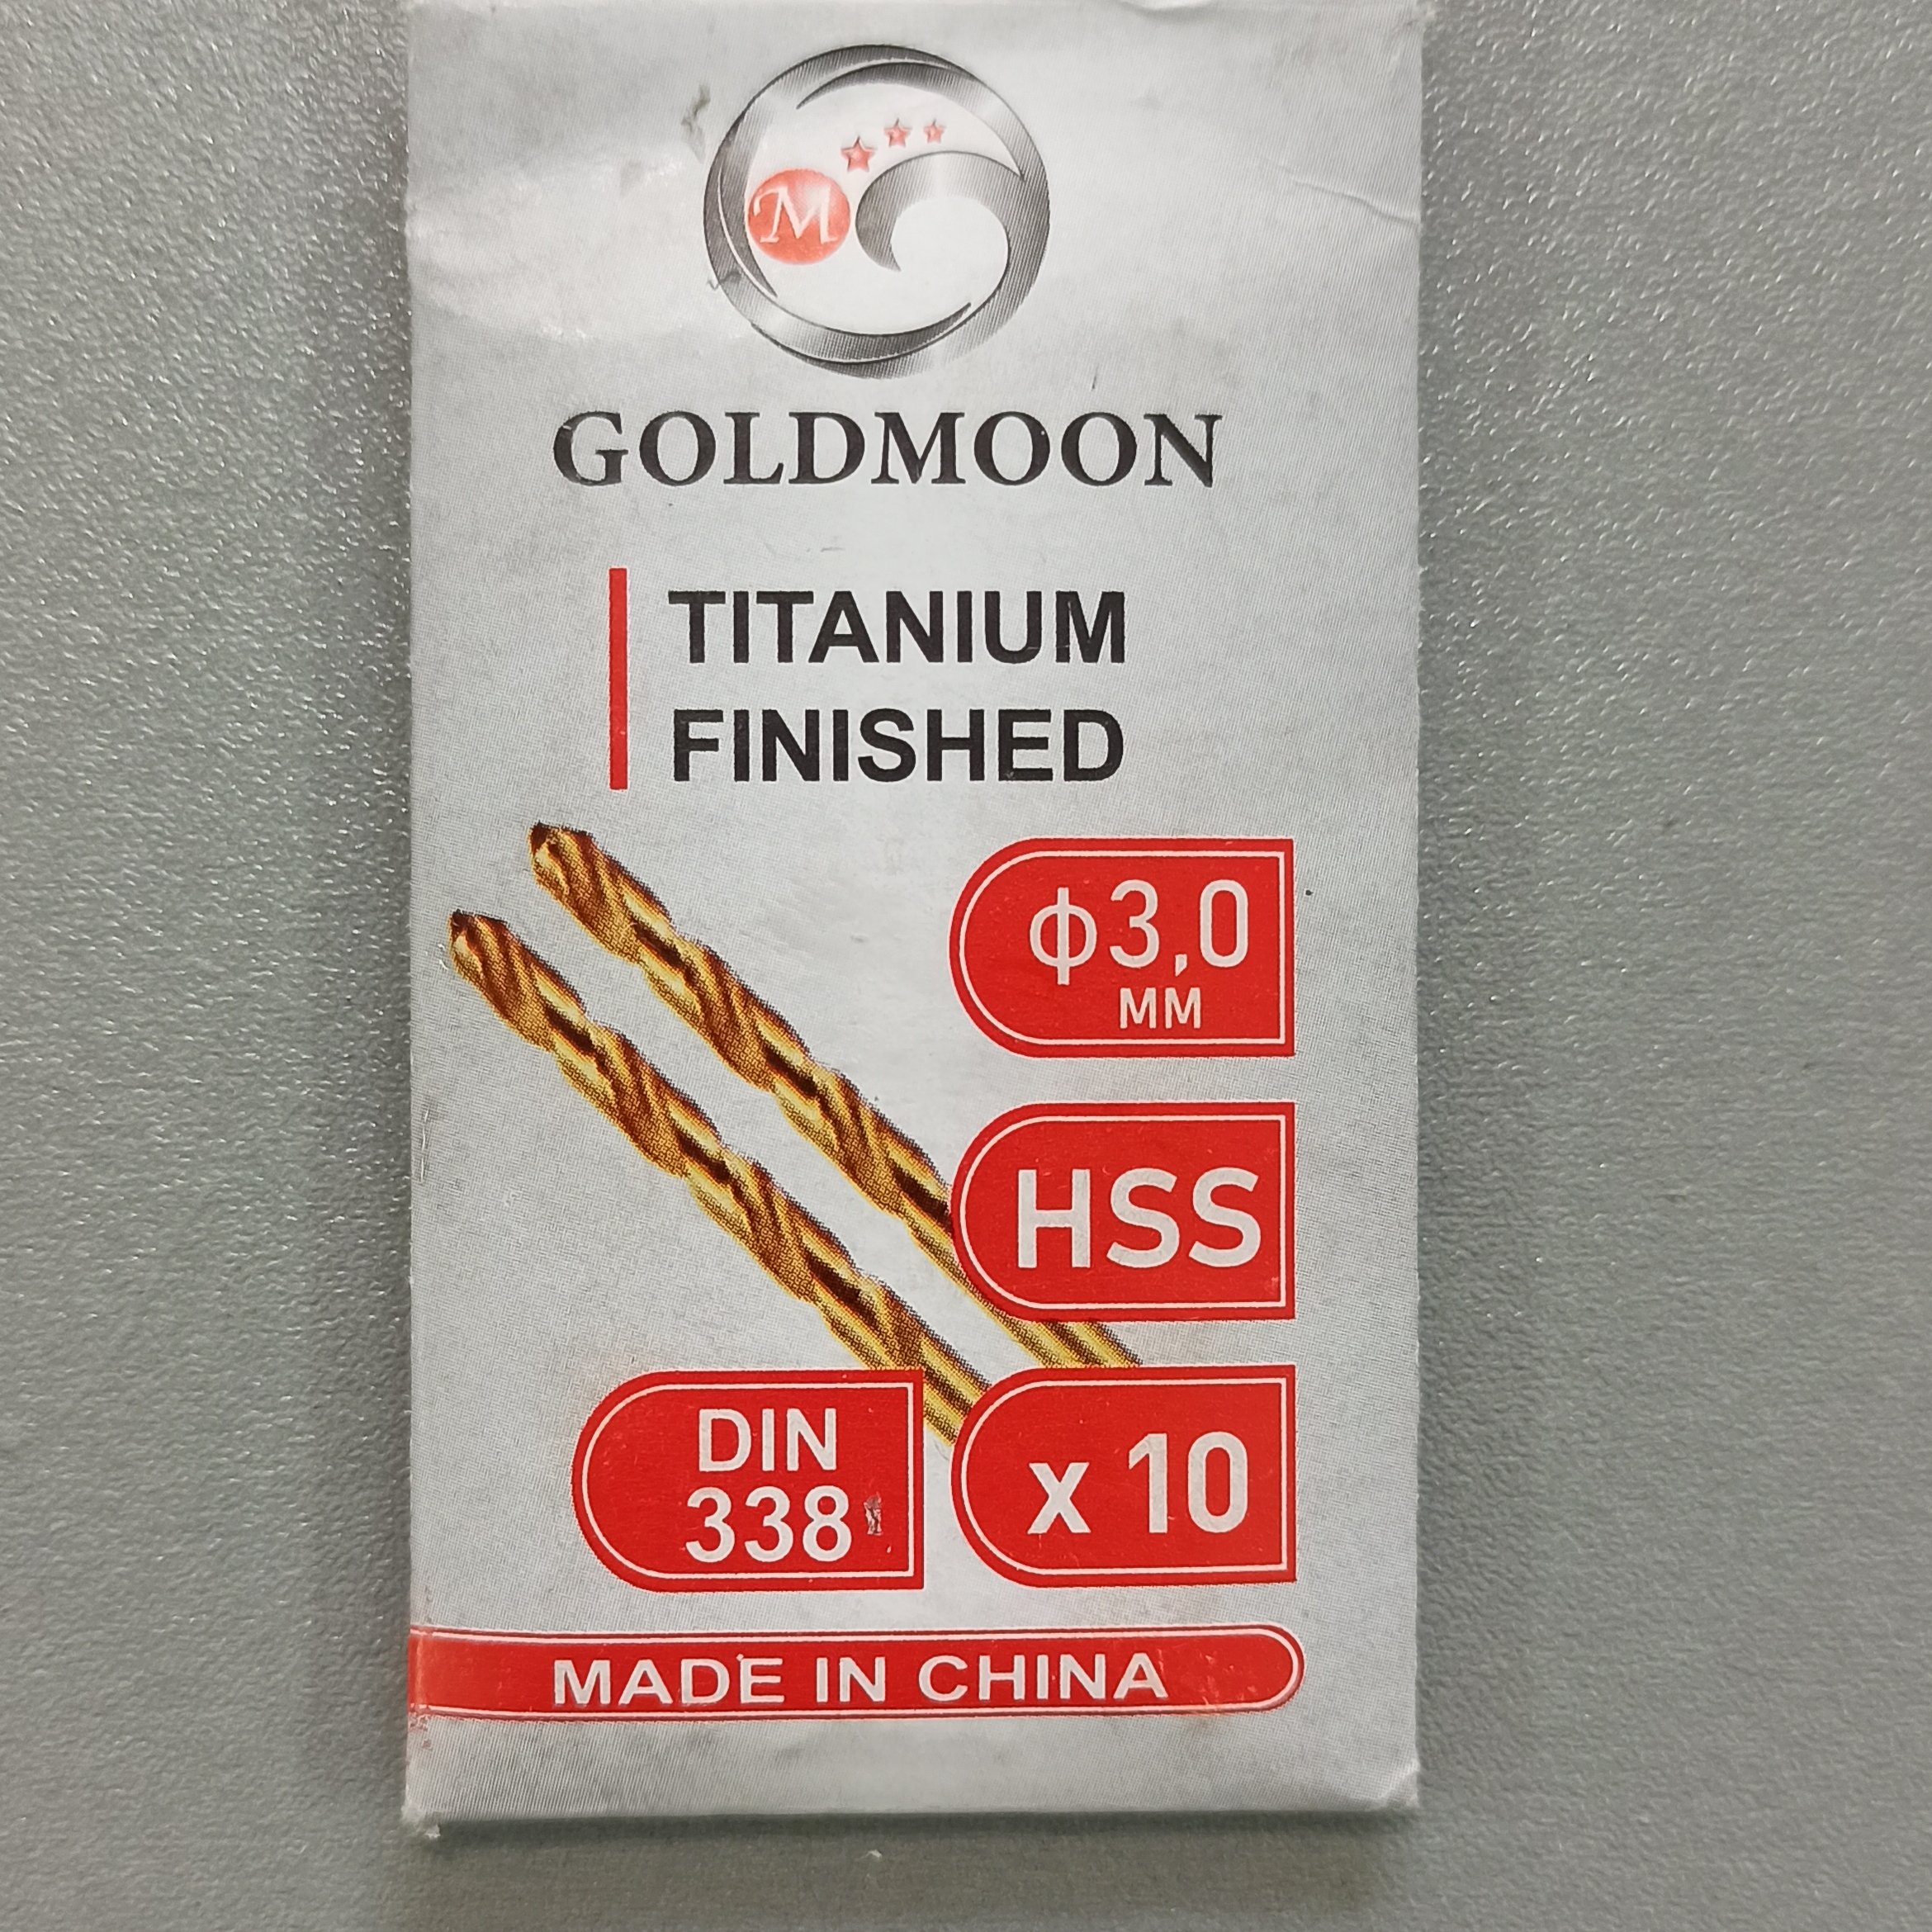 M
GOLDMOON
TITANIUM
FINISHED
ϕ3,0
MM
HSS
DIN
338
x 10
MADE IN CHINA